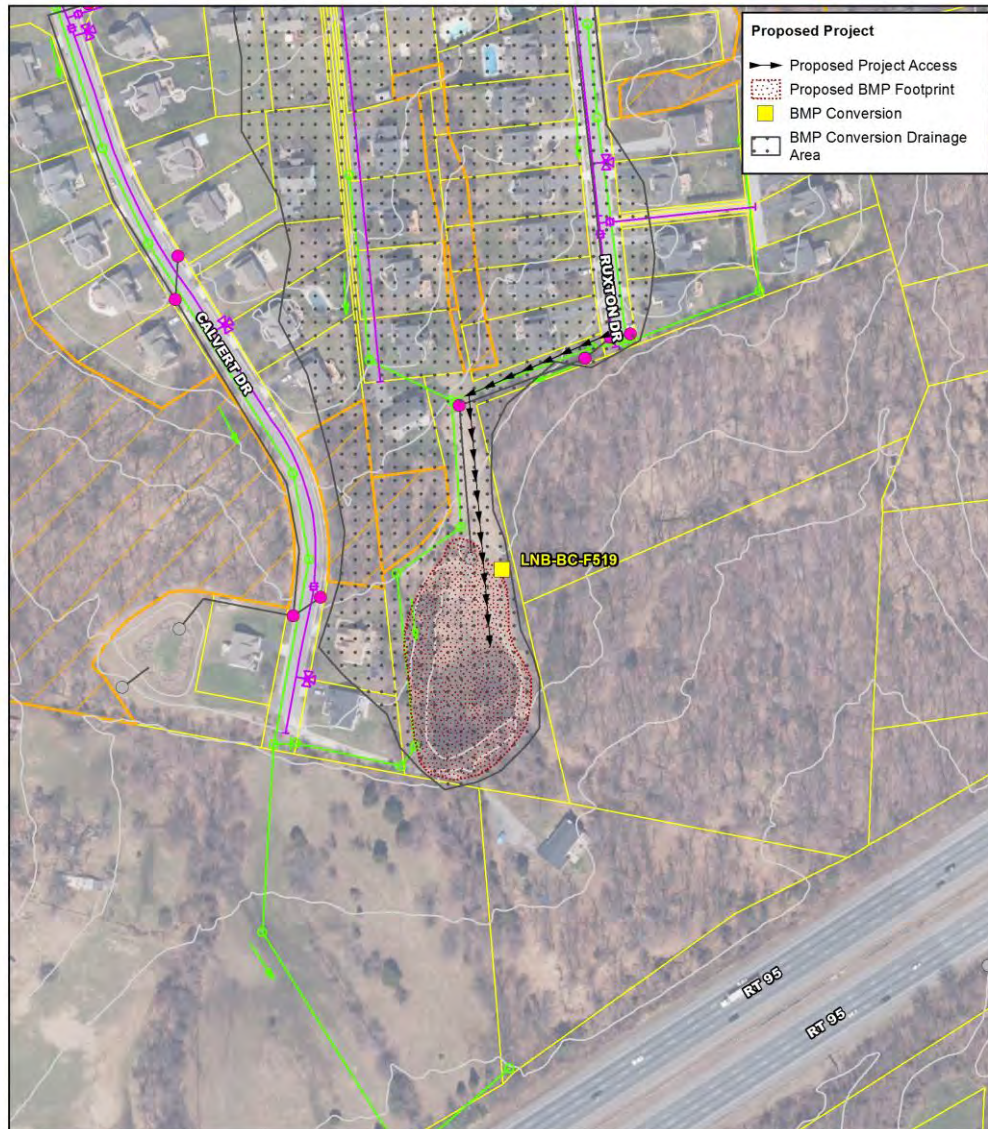 Proposed Project
Proposed Project Access
Proposed BMP Footprint
BMP Conversion
BMP Conversion Drainage
Area
RUXTON DR
CALVERT DR
LNB-BC-F519
RT 95
RT 95